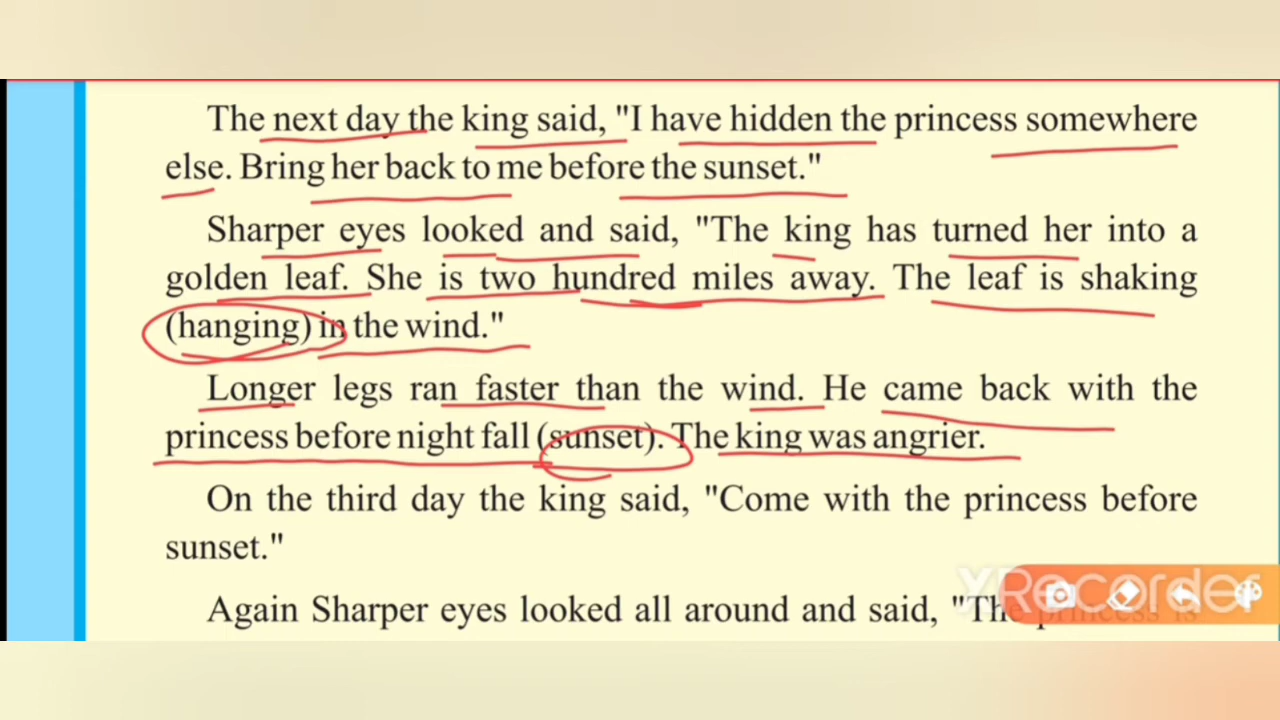 The next day the king said, "I have hidden the princess somewhere
else. Bring her back to me before the sunset."
Sharper eyes looked and said, "The king has turned her into a
golden leaf. She is two hundred miles away. The leaf is shaking
(hanging) in the wind."
Longer legs ran faster than the wind. He came back with the
princess before night fall (sunset). The king was angrier.
On the third day the king said, "Come with the princess before
sunset."
Again Sharper eyes looked all around and said, "The princess is
XRecorder